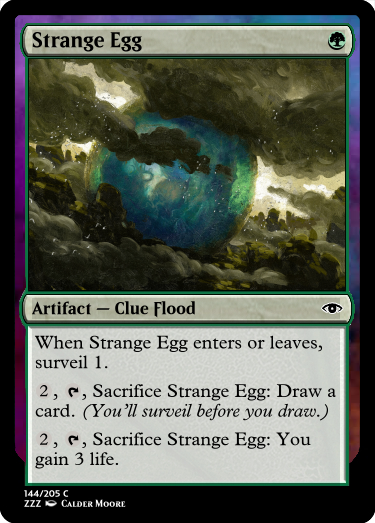 Strange Egg
Artifact — Clue Flood
When Strange Egg enters or leaves,
surveil 1.
2, , Sacrifice Strange Egg: Draw a
card. (You'll surveil before you draw.)
2, , Sacrifice Strange Egg: You
gain 3 life.
144/205 C
ZZZ Calder Moore